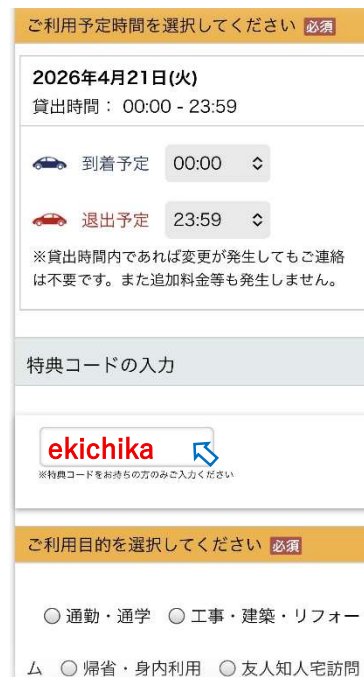 ご利用予定時間を選択してください 必須
2026年4月21日(火)
貸出時間： 00:00 - 23:59
到着予定 00:00
退出予定 23:59
※貸出時間内であれば変更が発生してもご連絡
は不要です。また追加料金等も発生しません。
特典コードの入力
ekichika
※特典コードをお持ちの方のみご入力ください
ご利用目的を選択してください 必須
通勤・通学 工事・建築・リフォー
ム 帰省・身内利用 友人知人宅訪問